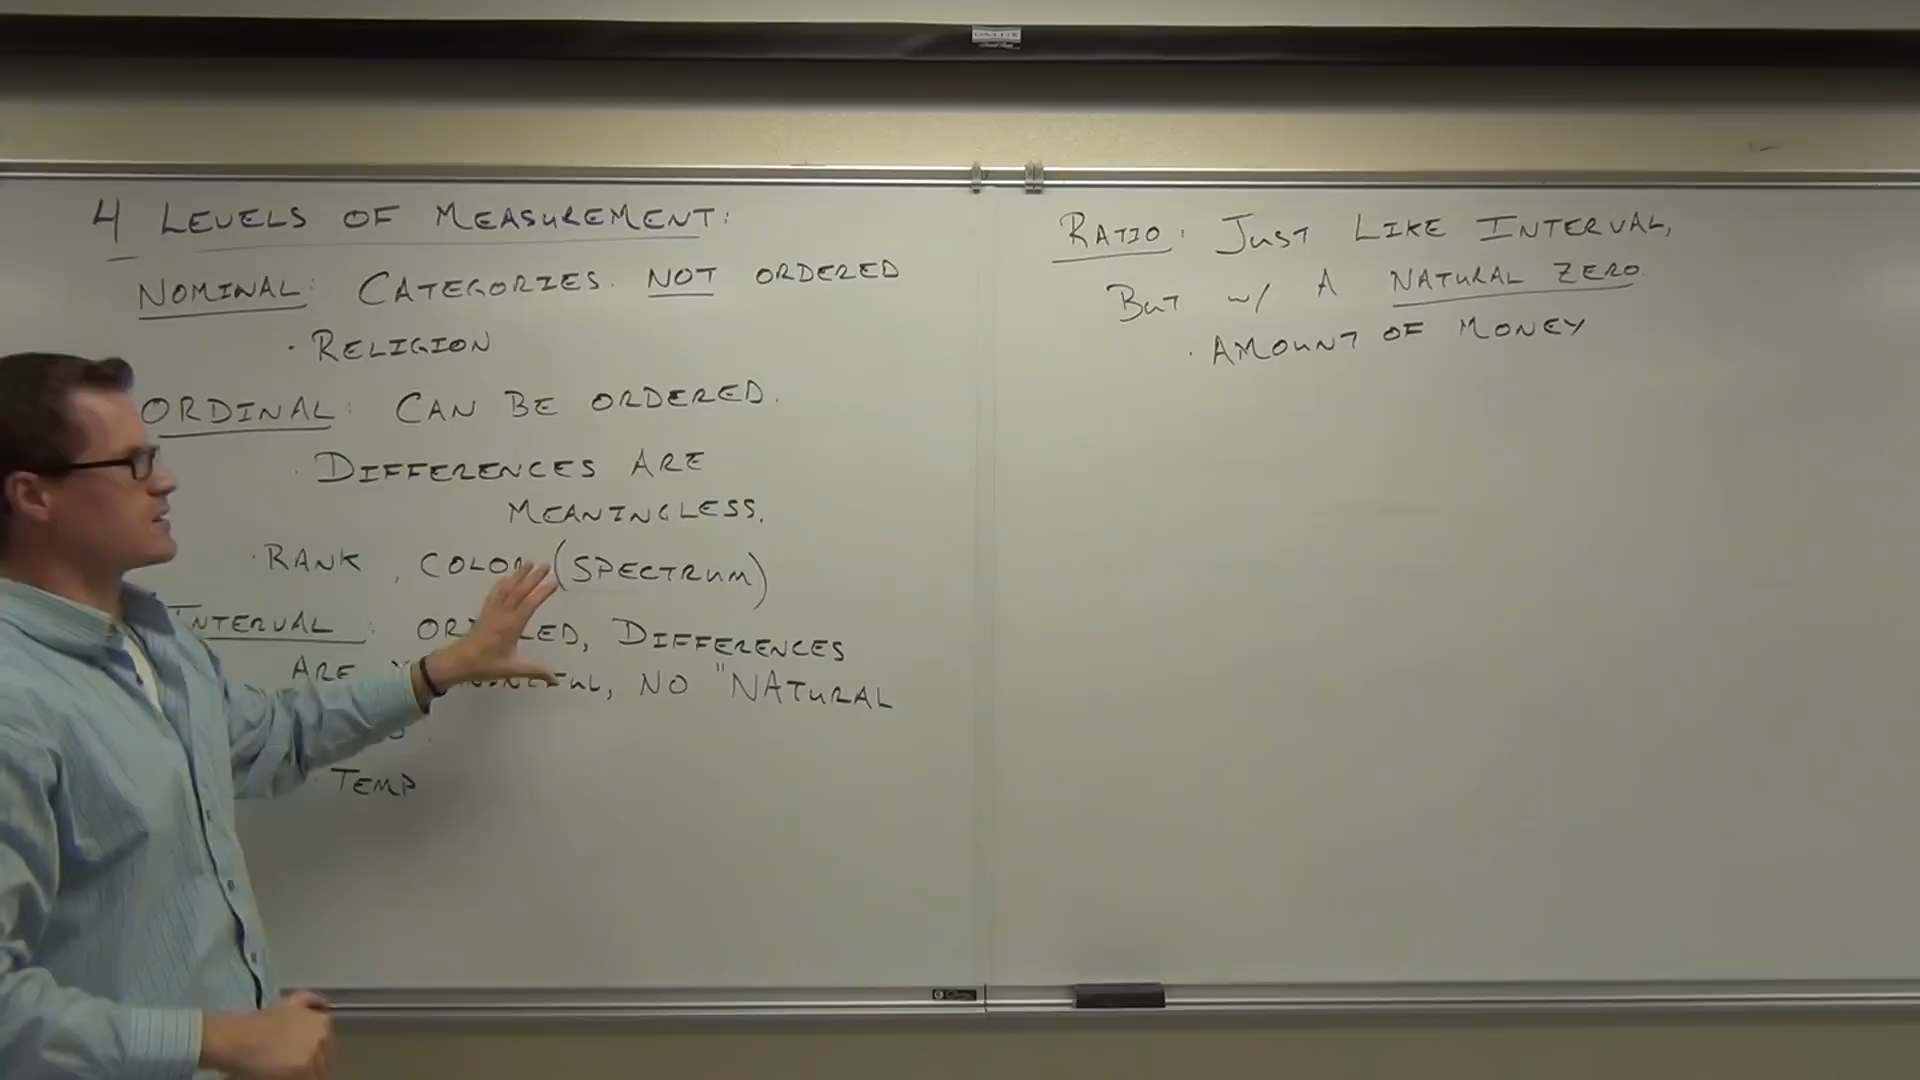 4 LEVELS OF MEASUREMENT:
NOMINAL: CATEGORIES. NOT ORDERED
· RELIGION
ORDINAL: CAN BE ORDERED.
· DIFFERENCES ARE
MEANINGLESS.
· RANK, COLOR (SPECTRUM)
INTERVAL: ORDERED, DIFFERENCES
ARE MEANINGFUL, NO "NATURAL
· TEMP
RATIO: JUST LIKE INTERVAL,
BUT W/ A NATURAL ZERO.
· AMOUNT OF MONEY